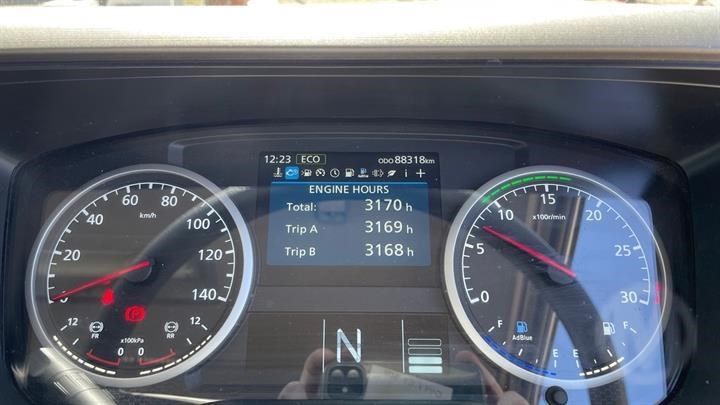 12:23 ECO ODO 88318km
ENGINE HOURS
Total: 3170 h
Trip A 3169 h
Trip B 3168 h
0 20 40 60 80 100 120 140
km/h
0 5 10 15 20 25 30
x100r/min
12 FR RR 12
x100kPa
0 0
P
N
F AdBlue E
E F